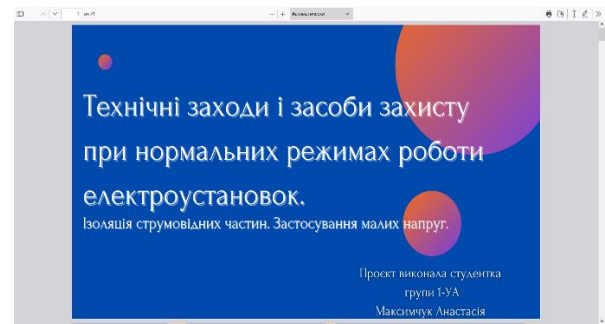 Технічні заходи і засоби захисту
при нормальних режимах роботи
електроустановок.
Ізоляція струмовідних частин. Застосування малих напруг.
Проєкт виконала студентка
групи 1-УА
Максимчук Анастасія